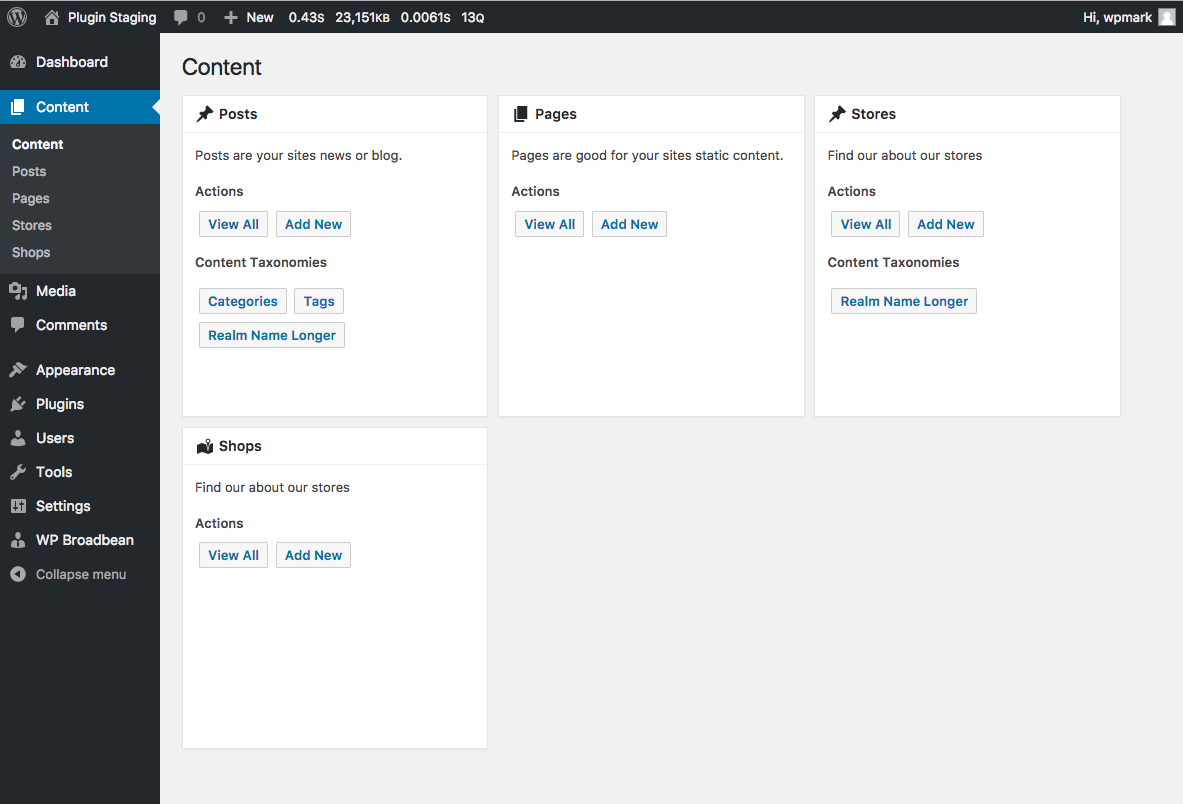 Plugin Staging 0 New 0.43S 23,151KB 0.0061S 13Q Hi, wpmark
Dashboard
Content
Content
Posts
Pages
Stores
Shops
Media
Comments
Appearance
Plugins
Users
Tools
Settings
WP Broadbean
Collapse menu
Content
Posts
Posts are your sites news or blog.
Actions
View All Add New
Content Taxonomies
Categories Tags
Realm Name Longer
Pages
Pages are good for your sites static content.
Actions
View All Add New
Stores
Find our about our stores
Actions
View All Add New
Content Taxonomies
Realm Name Longer
Shops
Find our about our stores
Actions
View All Add New